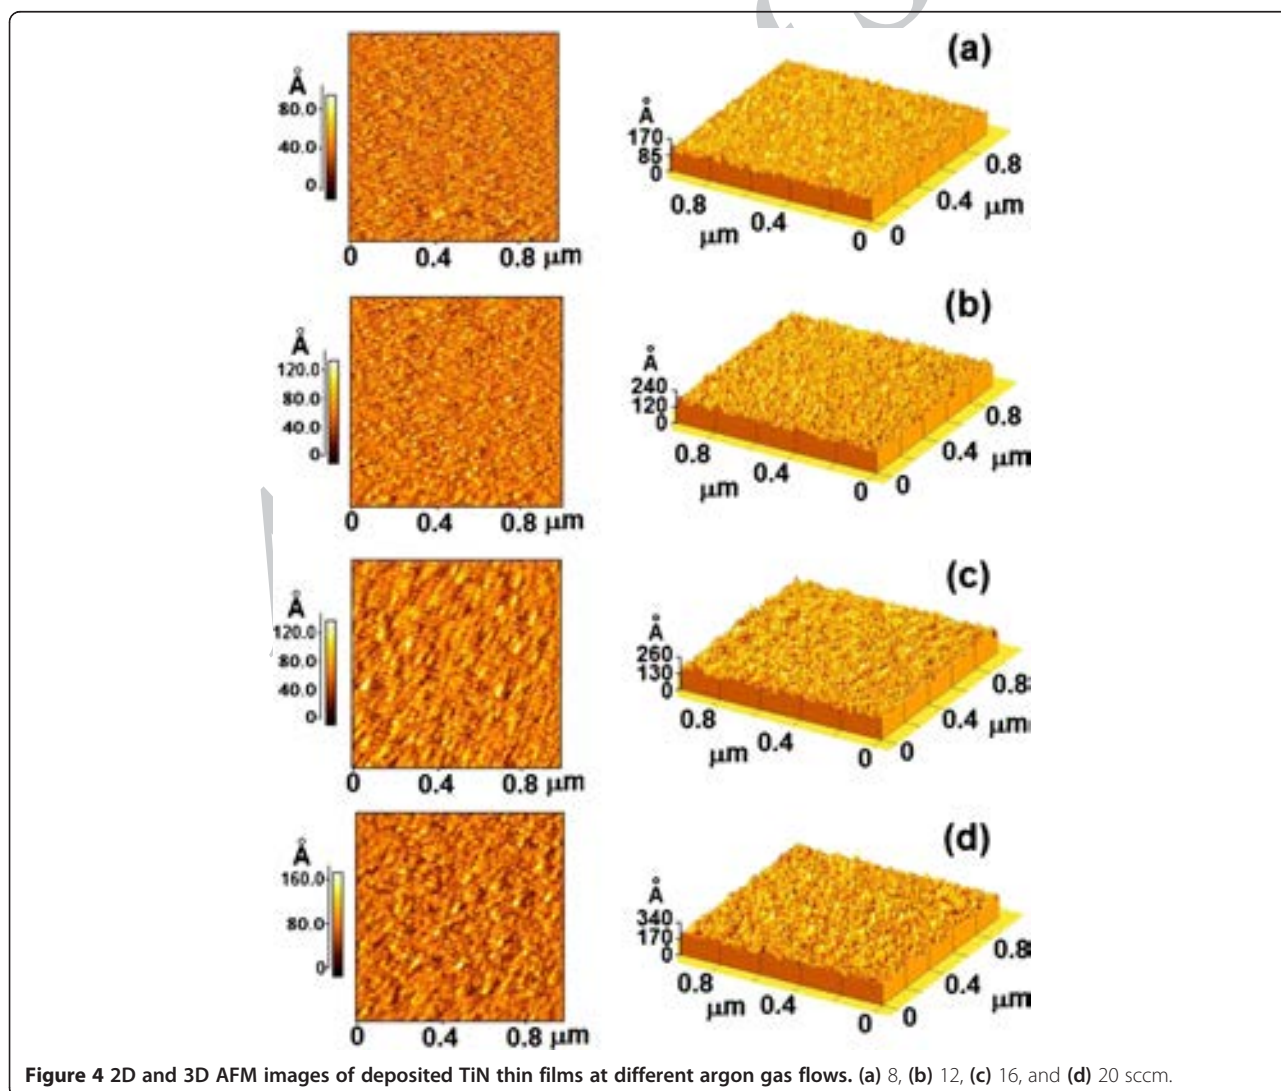 (a)
Å
80.0
40.0
0
0 0.4 0.8 μm
Å
170
85
0
0.8
0.4
μm
0
0
0.4
μm
0.8
(b)
Å
120.0
80.0
40.0
0
0 0.4 0.8 μm
Å
240
120
0
0.8
0.4
μm
0
0
0.4
μm
0.8
(c)
Å
120.0
80.0
40.0
0
0 0.4 0.8 μm
Å
260
130
0
0.8
0.4
μm
0
0
0.4
μm
0.8
(d)
Å
160.0
80.0
0
0 0.4 0.8 μm
Å
340
170
0
0.8
0.4
μm
0
0
0.4
μm
0.8
Figure 4 2D and 3D AFM images of deposited TiN thin films at different argon gas flows. (a) 8, (b) 12, (c) 16, and (d) 20 sccm.